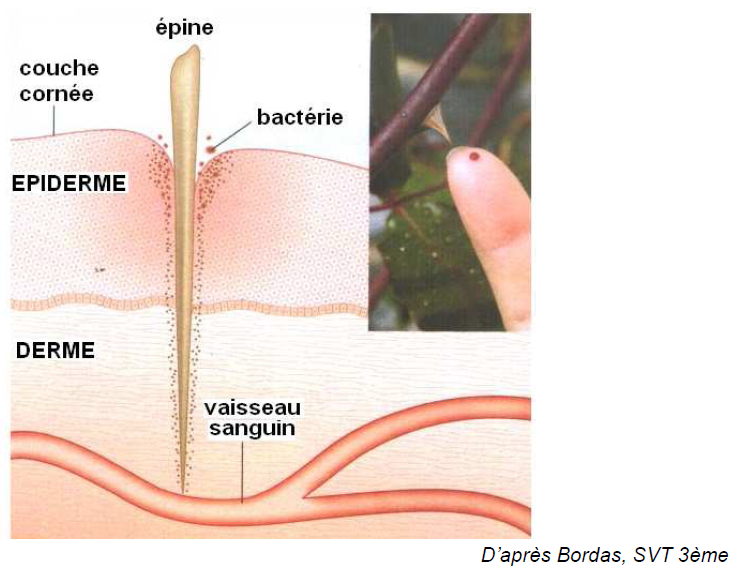 épine
couche
cornée
bactérie
EPIDERME
DERME
vaisseau
sanguin
D'après Bordas, SVT 3ème